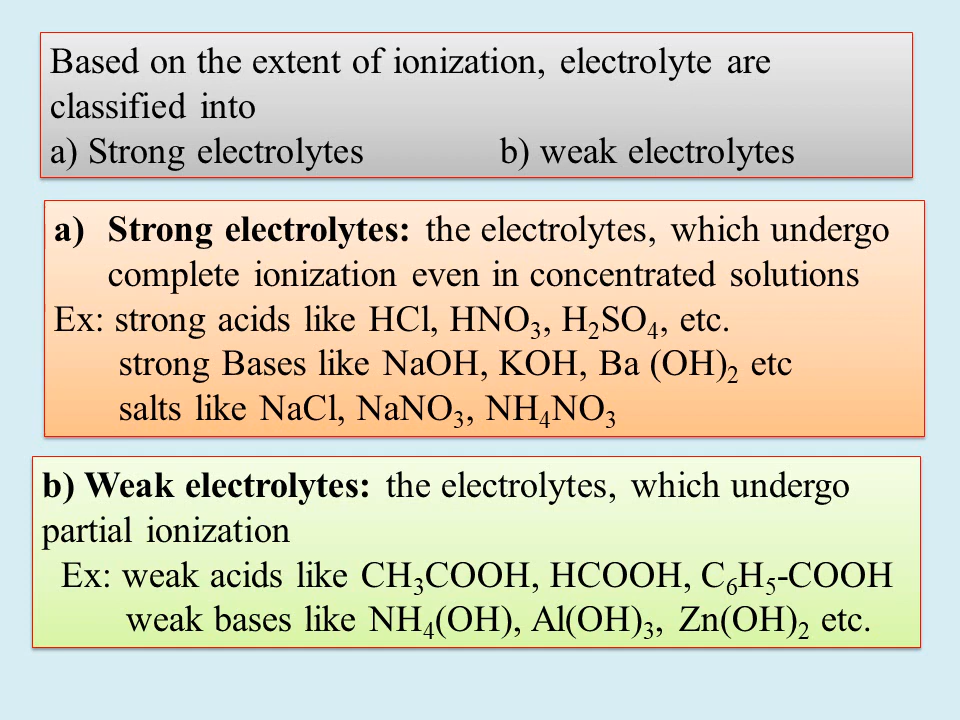 Based on the extent of ionization, electrolyte are
classified into
a) Strong electrolytes b) weak electrolytes
a) Strong electrolytes: the electrolytes, which undergo
complete ionization even in concentrated solutions
Ex: strong acids like HCl, HNO₃, H₂SO₄, etc.
strong Bases like NaOH, KOH, Ba (OH)₂ etc
salts like NaCl, NaNO₃, NH₄NO₃
b) Weak electrolytes: the electrolytes, which undergo
partial ionization
Ex: weak acids like CH₃COOH, HCOOH, C₆H₅-COOH
weak bases like NH₄(OH), Al(OH)₃, Zn(OH)₂ etc.